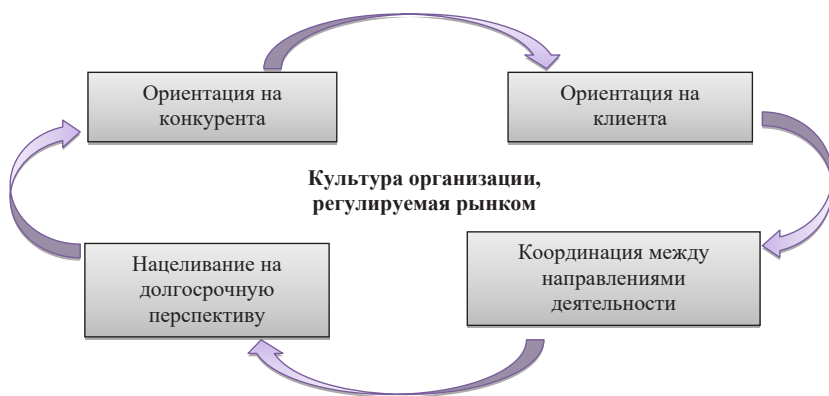 Ориентация на
конкурента
Ориентация на
клиента
Культура организации,
регулируемая рынком
Нацеливание на
долгосрочную
перспективу
Координация между
направлениями
деятельности